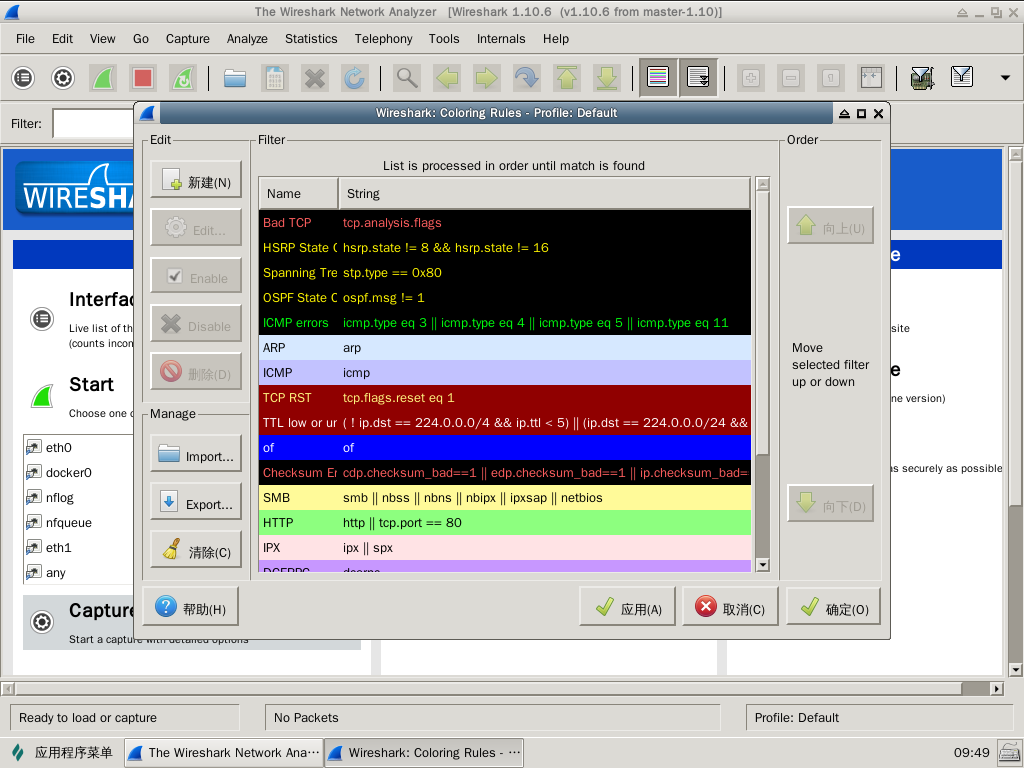 The Wireshark Network Analyzer   [Wireshark 1.10.6  (v1.10.6 from master-1.10)]
File Edit View Go Capture Analyze Statistics Telephony Tools Internals Help
Filter:
Wireshark: Coloring Rules - Profile: Default
Edit
新建(N)
Edit...
Enable
Disable
删除(D)
Manage
Import...
Export...
清除(C)
Filter
List is processed in order until match is found
Name String
Bad TCP tcp.analysis.flags
HSRP State C hsrp.state != 8 && hsrp.state != 16
Spanning Tre stp.type == 0x80
OSPF State C ospf.msg != 1
ICMP errors icmp.type eq 3 || icmp.type eq 4 || icmp.type eq 5 || icmp.type eq 11
ARP arp
ICMP icmp
TCP RST tcp.flags.reset eq 1
TTL low or ur ( ! ip.dst == 224.0.0.0/4 && ip.ttl < 5) || (ip.dst == 224.0.0.0/24 &&
of of
Checksum Er cdp.checksum_bad==1 || edp.checksum_bad==1 || ip.checksum_bad=
SMB smb || nbss || nbns || nbipx || ipxsap || netbios
HTTP http || tcp.port == 80
IPX ipx || spx
DCERPC dcerpc
Order
向上(U)
Move
selected filter
up or down
向下(D)
帮助(H)
应用(A)
取消(C)
确定(O)
WIRESHA
Interfac
Live list of th
(counts incon
Start
Choose one o
eth0
docker0
nflog
nfqueue
eth1
any
Capture
Start a capture with detailed options
e
site
e
ne version)
as securely as possible
Ready to load or capture
No Packets
Profile: Default
应用程序菜单
The Wireshark Network Ana···
Wireshark: Coloring Rules - ···
09:49